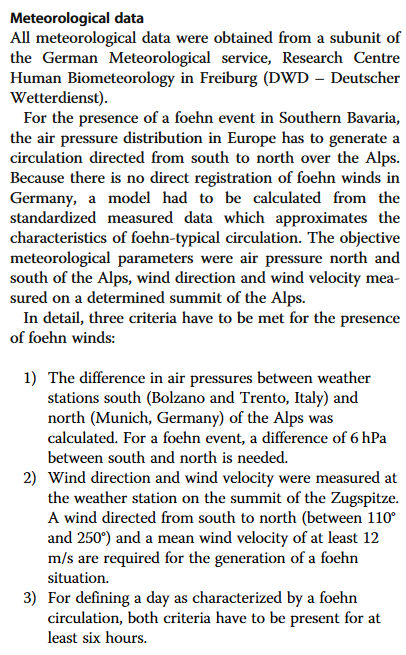 Meteorological data
All meteorological data were obtained from a subunit of
the German Meteorological service, Research Centre
Human Biometeorology in Freiburg (DWD – Deutscher
Wetterdienst).
For the presence of a foehn event in Southern Bavaria,
the air pressure distribution in Europe has to generate a
circulation directed from south to north over the Alps.
Because there is no direct registration of foehn winds in
Germany, a model had to be calculated from the
standardized measured data which approximates the
characteristics of foehn-typical circulation. The objective
meteorological parameters were air pressure north and
south of the Alps, wind direction and wind velocity mea-
sured on a determined summit of the Alps.
In detail, three criteria have to be met for the presence
of foehn winds:
1) The difference in air pressures between weather
stations south (Bolzano and Trento, Italy) and
north (Munich, Germany) of the Alps was
calculated. For a foehn event, a difference of 6 hPa
between south and north is needed.
2) Wind direction and wind velocity were measured at
the weather station on the summit of the Zugspitze.
A wind directed from south to north (between 110°
and 250°) and a mean wind velocity of at least 12
m/s are required for the generation of a foehn
situation.
3) For defining a day as characterized by a foehn
circulation, both criteria have to be present for at
least six hours.